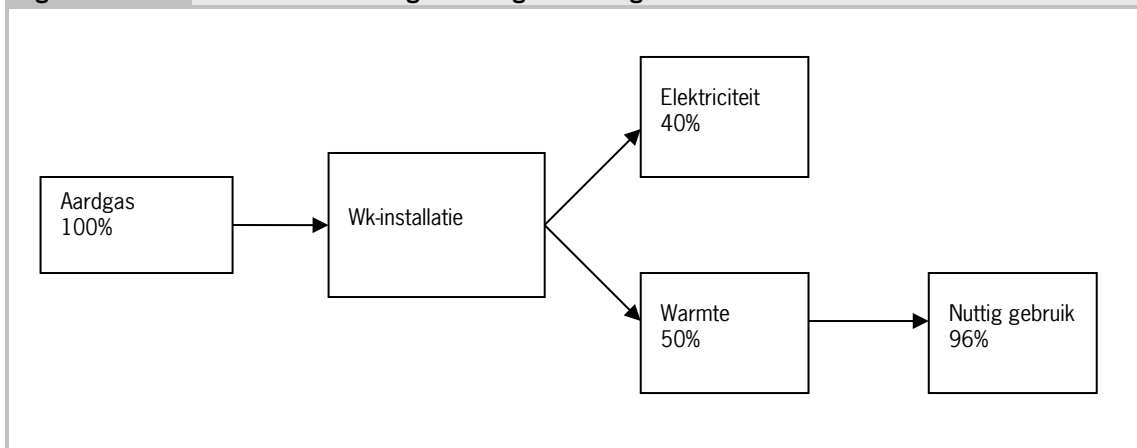 Aardgas
100%
Wk-installatie
Elektriciteit
40%
Warmte
50%
Nuttig gebruik
96%